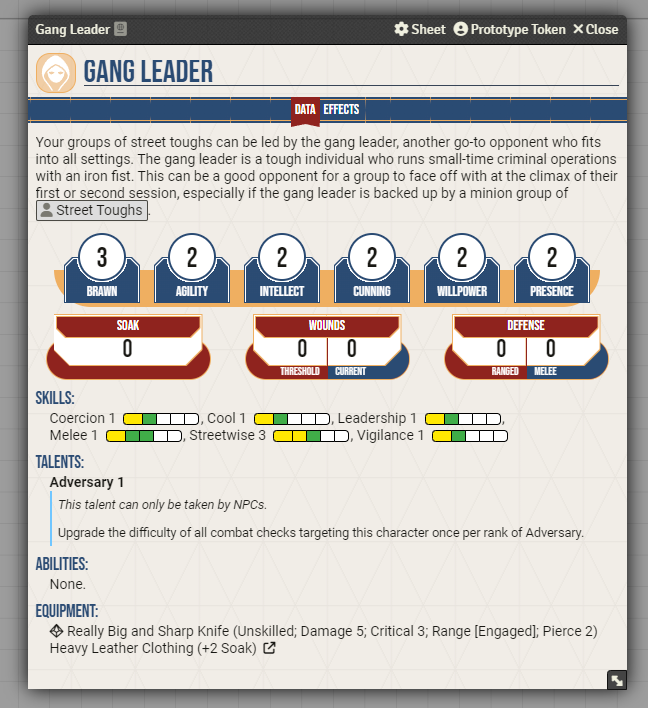 Gang Leader Sheet Prototype Token Close
GANG LEADER
DATA EFFECTS
Your groups of street toughs can be led by the gang leader, another go-to opponent who fits
into all settings. The gang leader is a tough individual who runs small-time criminal operations
with an iron fist. This can be a good opponent for a group to face off with at the climax of their
first or second session, especially if the gang leader is backed up by a minion group of
Street Toughs.
3 2 2 2 2 2
BRAWN AGILITY INTELLECT CUNNING WILLPOWER PRESENCE
SOAK WOUNDS DEFENSE
0 0 0 0 0
THRESHOLD CURRENT RANGED MELEE
SKILLS:
Coercion 1 , Cool 1 , Leadership 1 ,
Melee 1 , Streetwise 3 , Vigilance 1
TALENTS:
Adversary 1
This talent can only be taken by NPCs.
Upgrade the difficulty of all combat checks targeting this character once per rank of Adversary.
ABILITIES:
None.
EQUIPMENT:
Really Big and Sharp Knife (Unskilled; Damage 5; Critical 3; Range [Engaged]; Pierce 2)
Heavy Leather Clothing (+2 Soak)